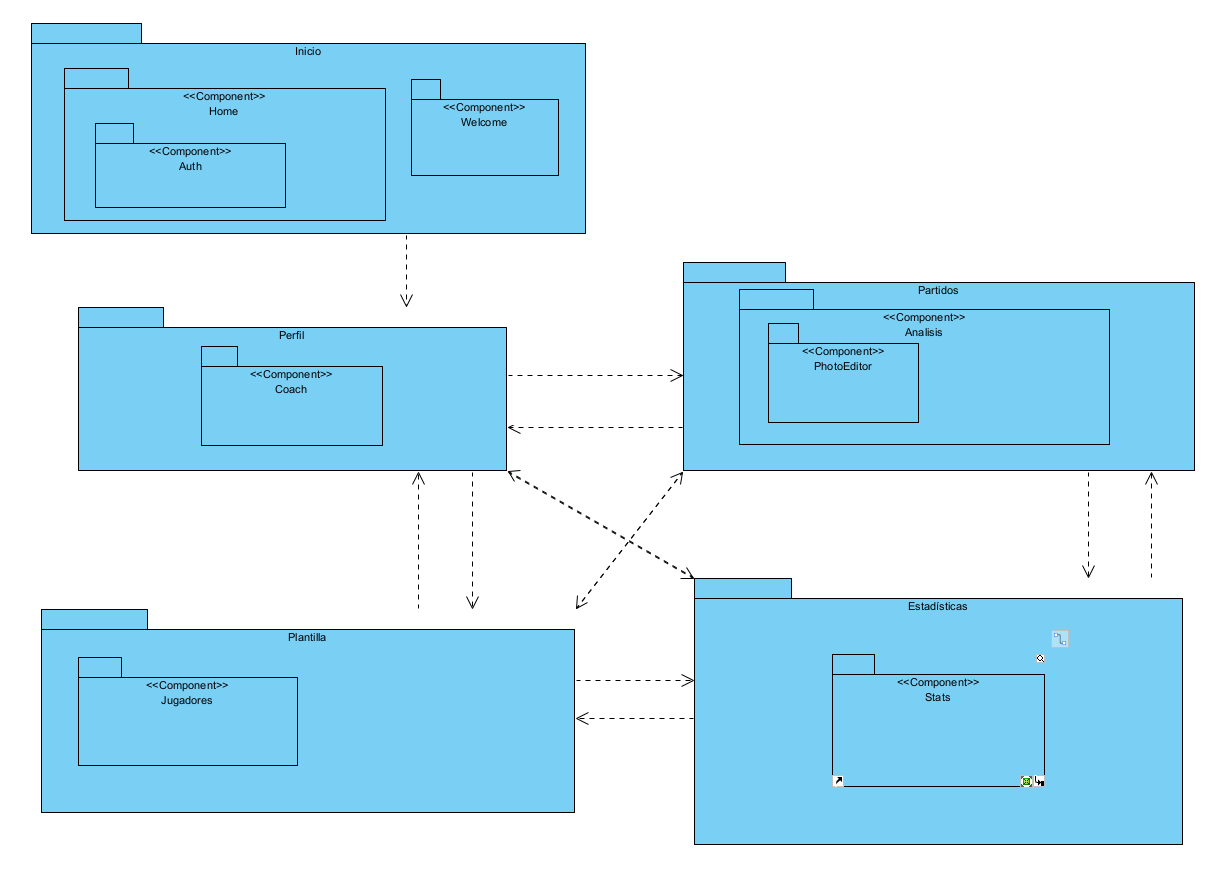 Inicio
<<Component>>
Home
<<Component>>
Auth
<<Component>>
Welcome
Perfil
<<Component>>
Coach
Partidos
<<Component>>
Analisis
<<Component>>
PhotoEditor
Plantilla
<<Component>>
Jugadores
Estadísticas
<<Component>>
Stats